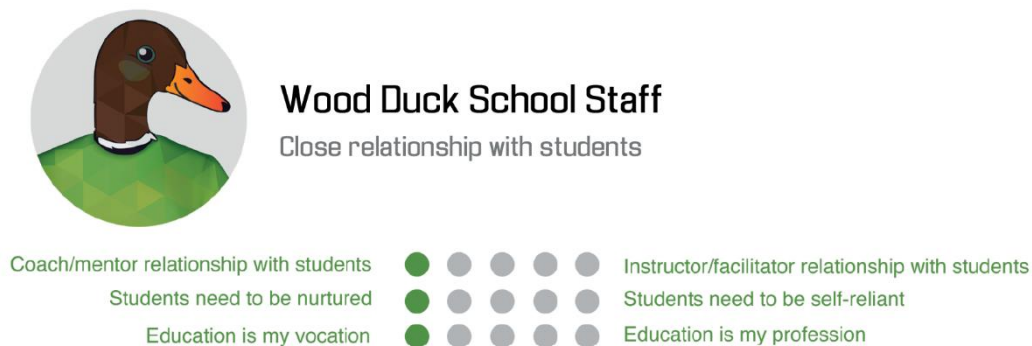 Wood Duck School Staff
Close relationship with students
Coach/mentor relationship with students Instructor/facilitator relationship with students
Students need to be nurtured Students need to be self-reliant
Education is my vocation Education is my profession